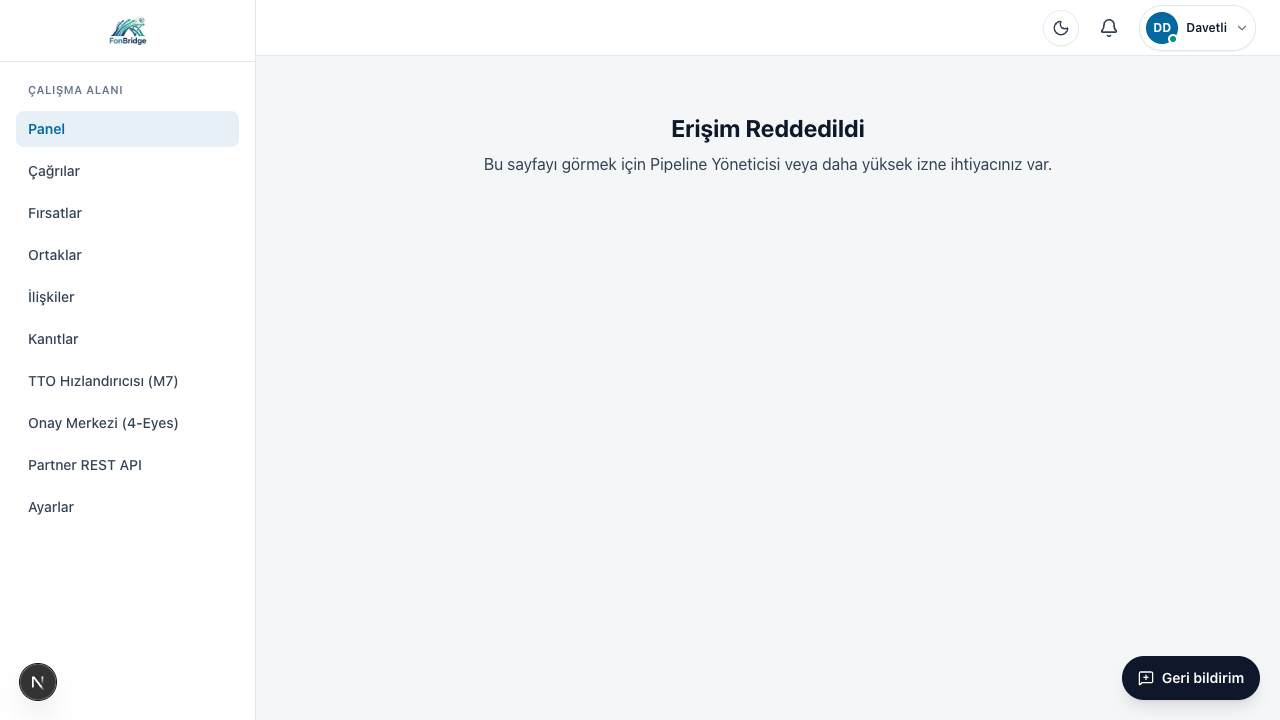 FonBridge
ÇALIŞMA ALANI
Panel
Çağrılar
Fırsatlar
Ortaklar
İlişkiler
Kanıtlar
TTO Hızlandırıcısı (M7)
Onay Merkezi (4-Eyes)
Partner REST API
Ayarlar
N
DD
Davetli
Erişim Reddedildi
Bu sayfayı görmek için Pipeline Yöneticisi veya daha yüksek izne ihtiyacınız var.
Geri bildirim